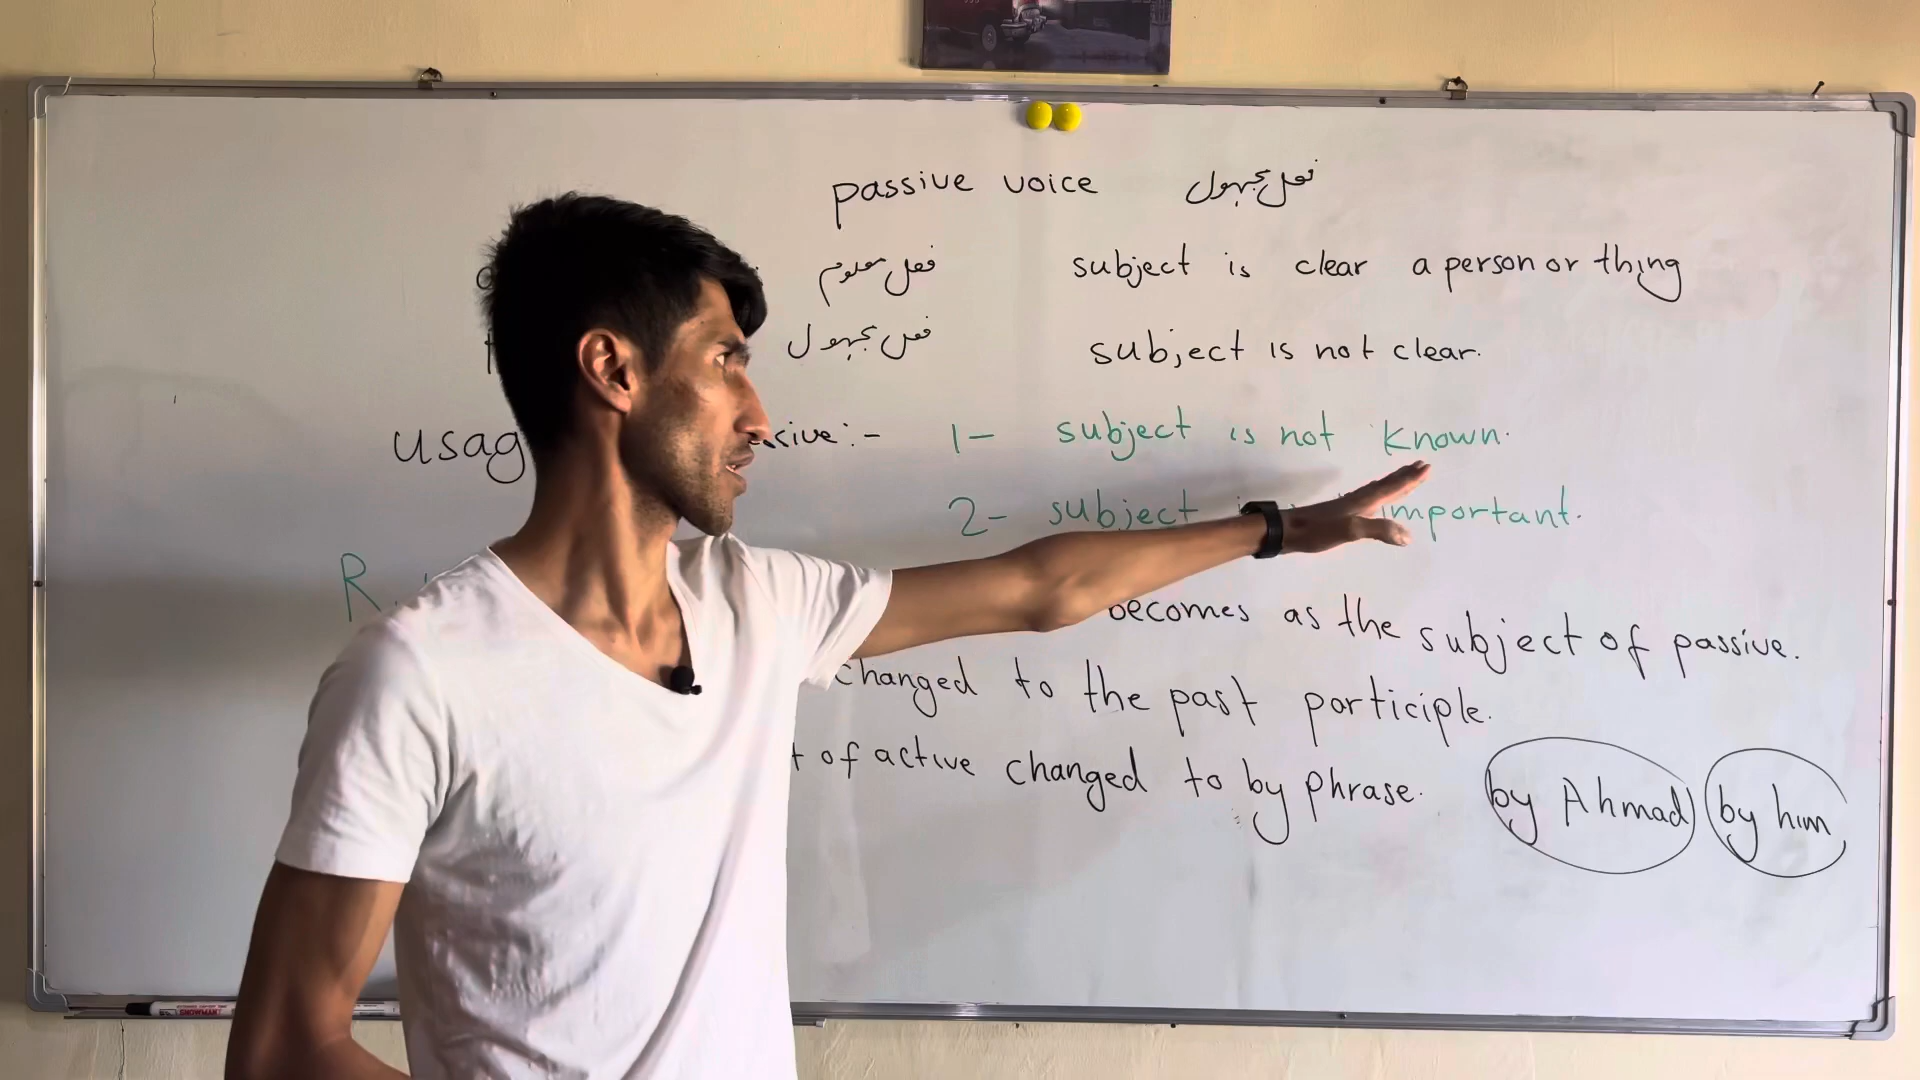 passive voice فعل مجهول
فعل معلوم subject is clear a person or thing
فعل مجهول subject is not clear.
usag sive:- 1- subject is not known.
2- subject important.
R
becomes as the subject of passive.
changed to the past participle.
t of active changed to by phrase. by Ahmad by him
SNOWMAN